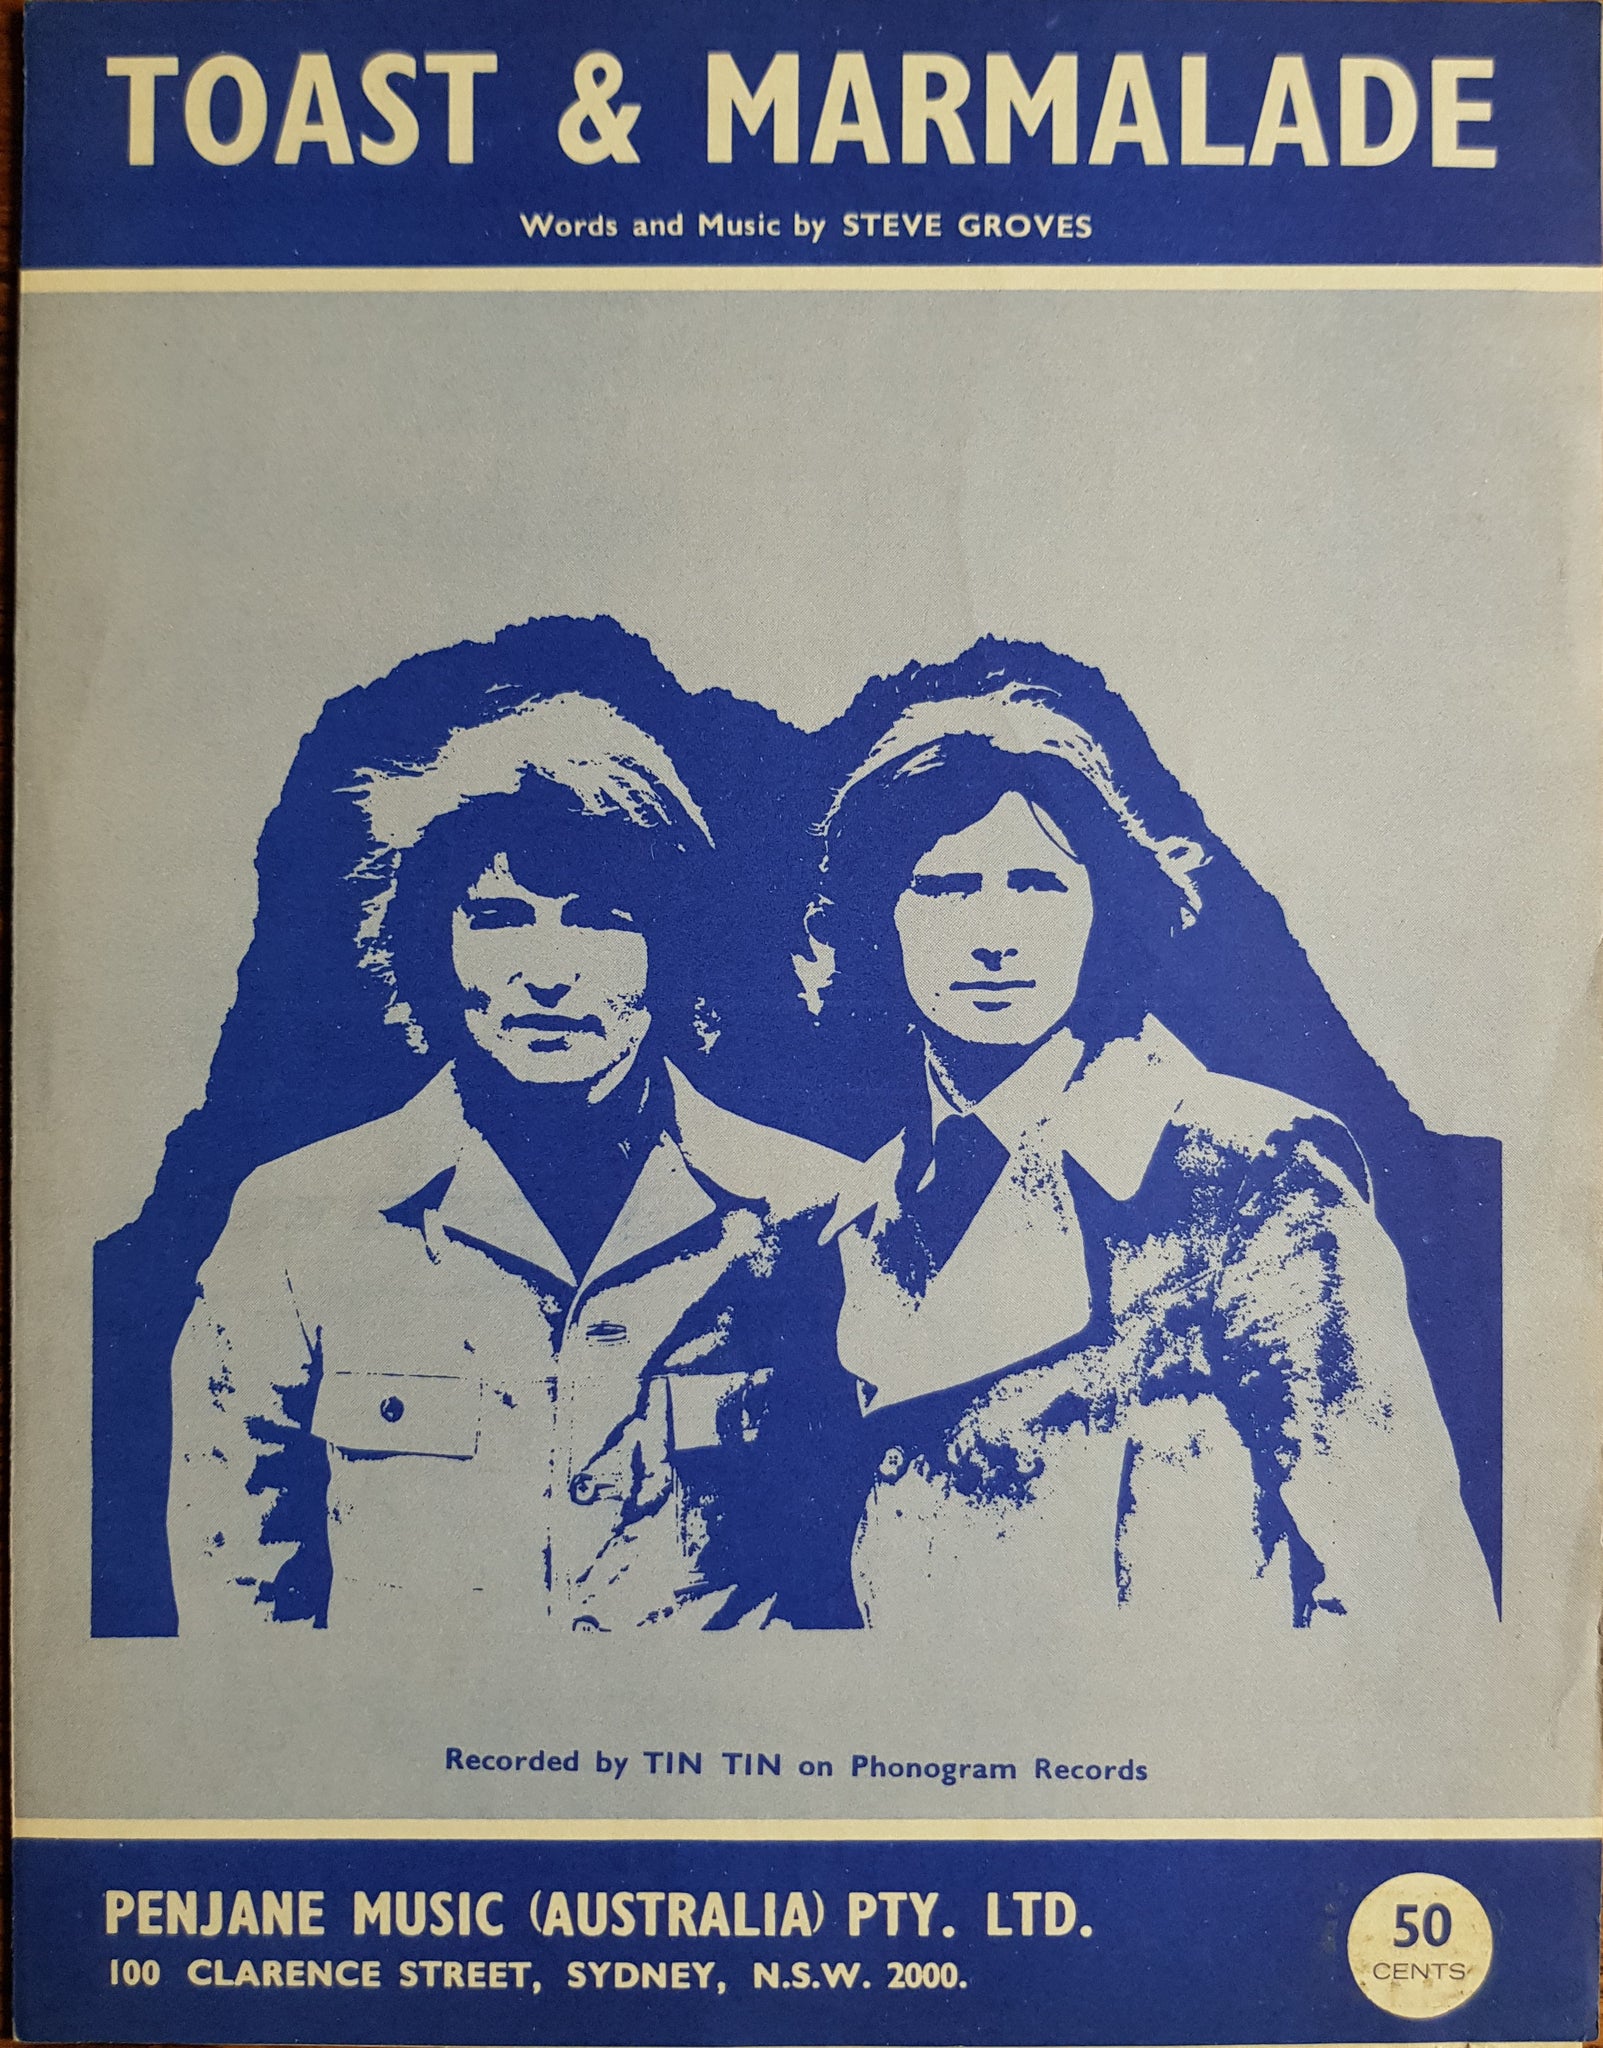 TOAST & MARMALADE
Words and Music by STEVE GROVES
Recorded by TIN TIN on Phonogram Records
PENJANE MUSIC (AUSTRALIA) PTY. LTD.
100 CLARENCE STREET, SYDNEY, N.S.W. 2000.
50
CENTS